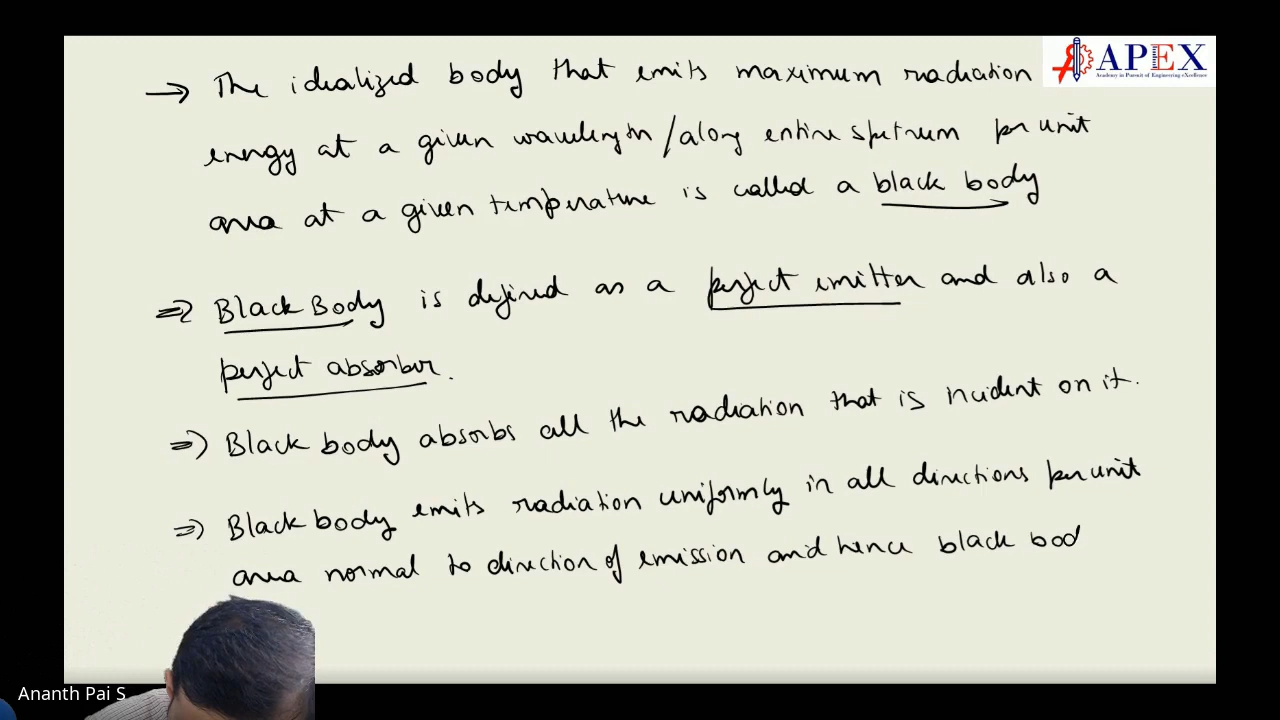 → The idealized body that emits maximum radiation
energy at a given wavelength/along entire spectrum per unit
area at a given temperature is called a black body
⇒ Black Body is defined as a perfect emitter and also a
perfect absorber.
⇒ Black body absorbs all the radiation that is incident on it.
⇒ Black body emits radiation uniformly in all directions per unit
area normal to direction of emission and hence black bod
APEX
Academy in Pursuit of Engineering eXcellence
Ananth Pai S